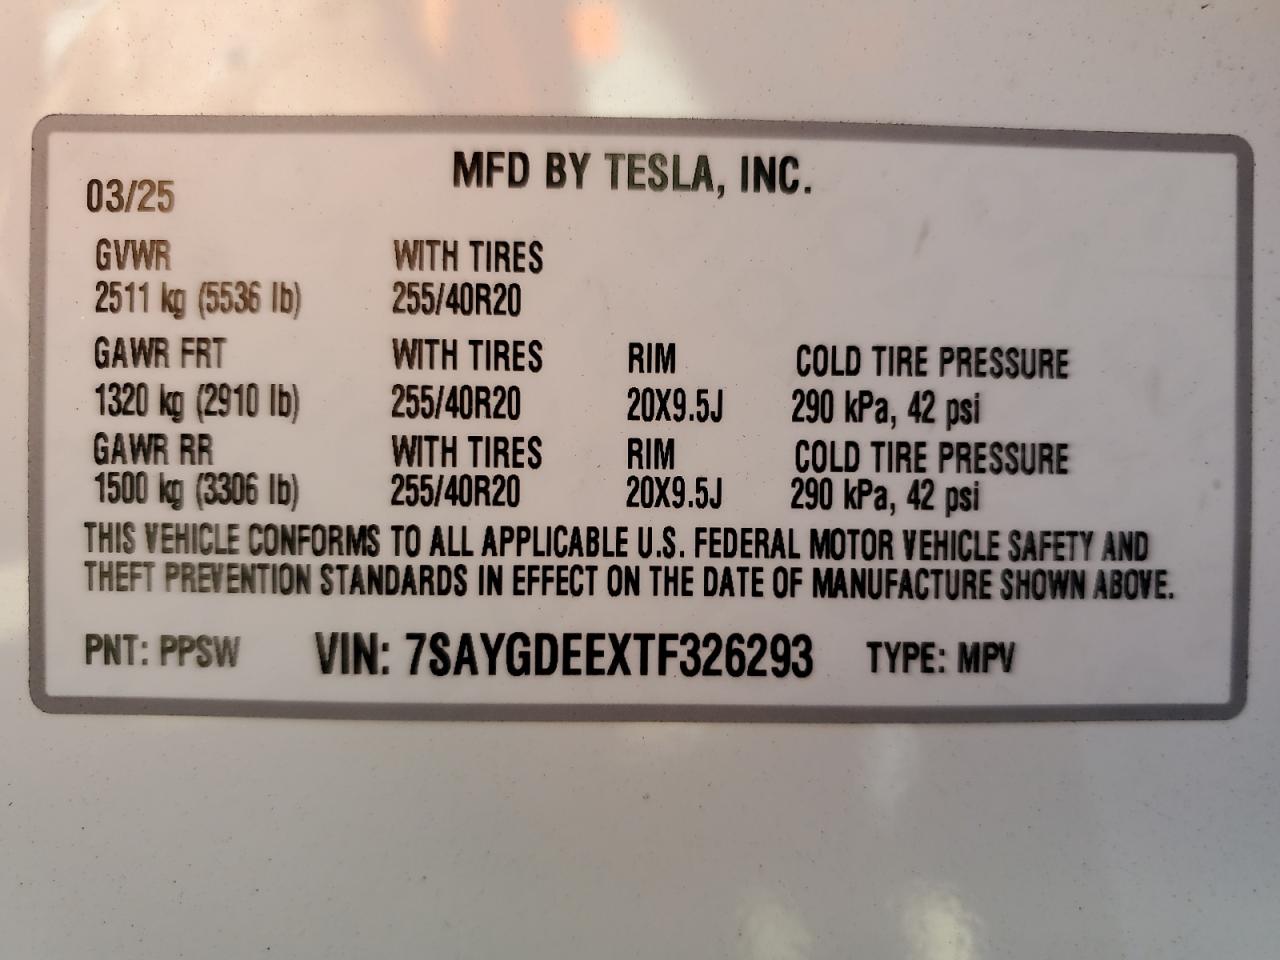 MFD BY TESLA, INC.
03/25
GVWR WITH TIRES
2511 kg (5536 lb) 255/40R20
GAWR FRT WITH TIRES RIM COLD TIRE PRESSURE
1320 kg (2910 lb) 255/40R20 20X9.5J 290 kPa, 42 psi
GAWR RR WITH TIRES RIM COLD TIRE PRESSURE
1500 kg (3306 lb) 255/40R20 20X9.5J 290 kPa, 42 psi
THIS VEHICLE CONFORMS TO ALL APPLICABLE U.S. FEDERAL MOTOR VEHICLE SAFETY AND
THEFT PREVENTION STANDARDS IN EFFECT ON THE DATE OF MANUFACTURE SHOWN ABOVE.
PNT: PPSW VIN: 7SAYGDEEXTF326293 TYPE: MPV